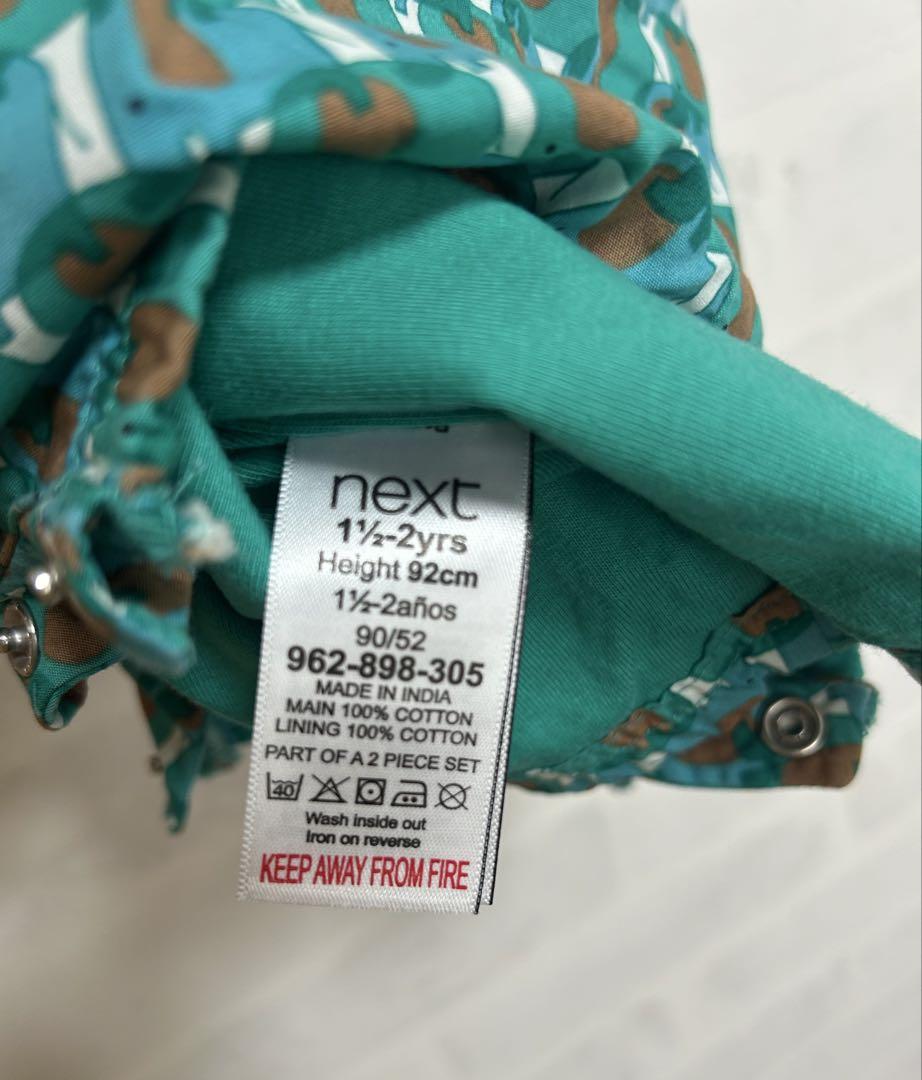 next
1½-2yrs
Height 92cm
1½-2años
90/52
962-898-305
MADE IN INDIA
MAIN 100% COTTON
LINING 100% COTTON
PART OF A 2 PIECE SET
40
Wash inside out
Iron on reverse
KEEP AWAY FROM FIRE